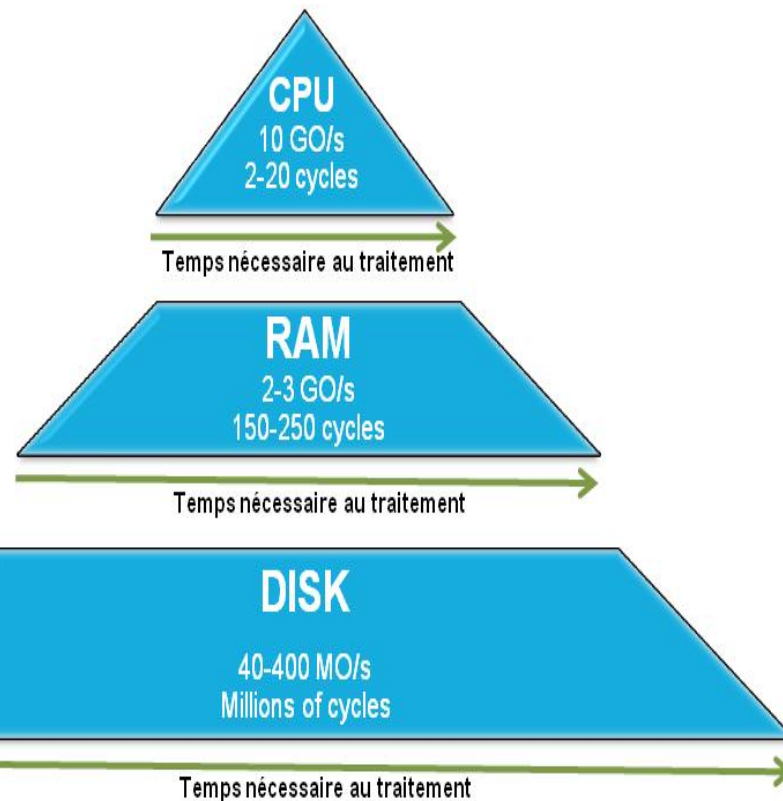 CPU
10 GO/s
2-20 cycles
Temps nécessaire au traitement
RAM
2-3 GO/s
150-250 cycles
Temps nécessaire au traitement
DISK
40-400 MO/s
Millions of cycles
Temps nécessaire au traitement